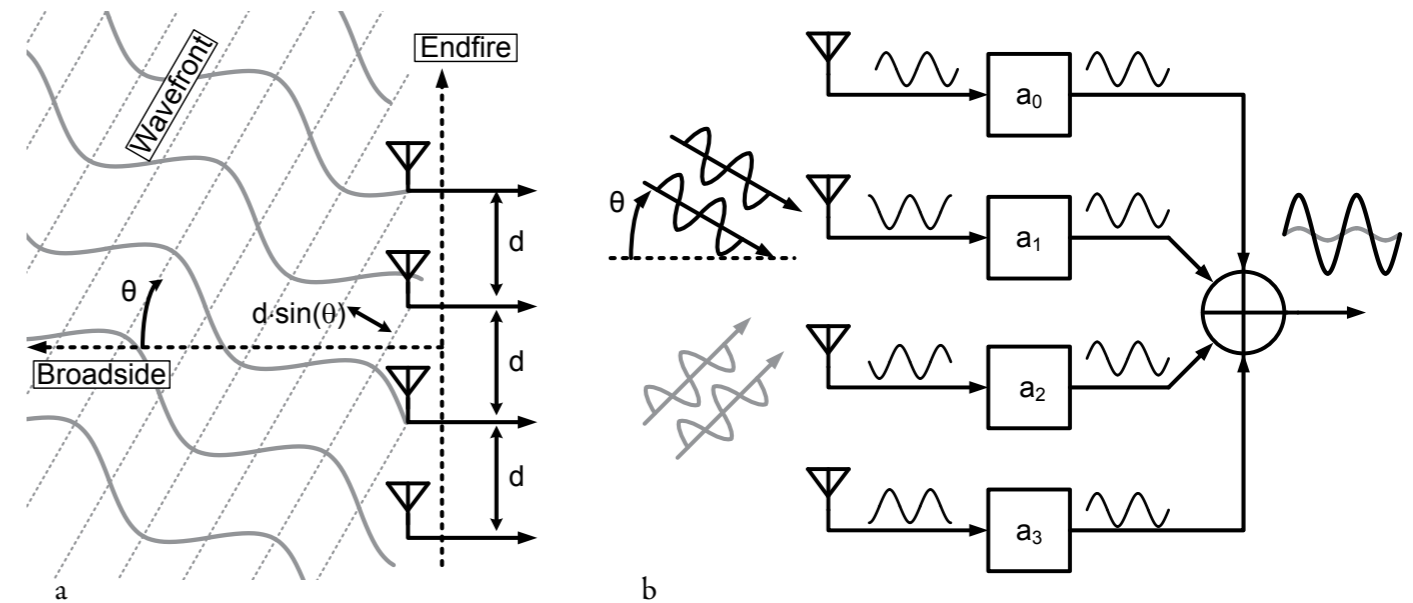 Endfire
Wavefront
d
θ
d·sin(θ)
d
Broadside
d
a
a₀
θ
a₁
a₂
a₃
b